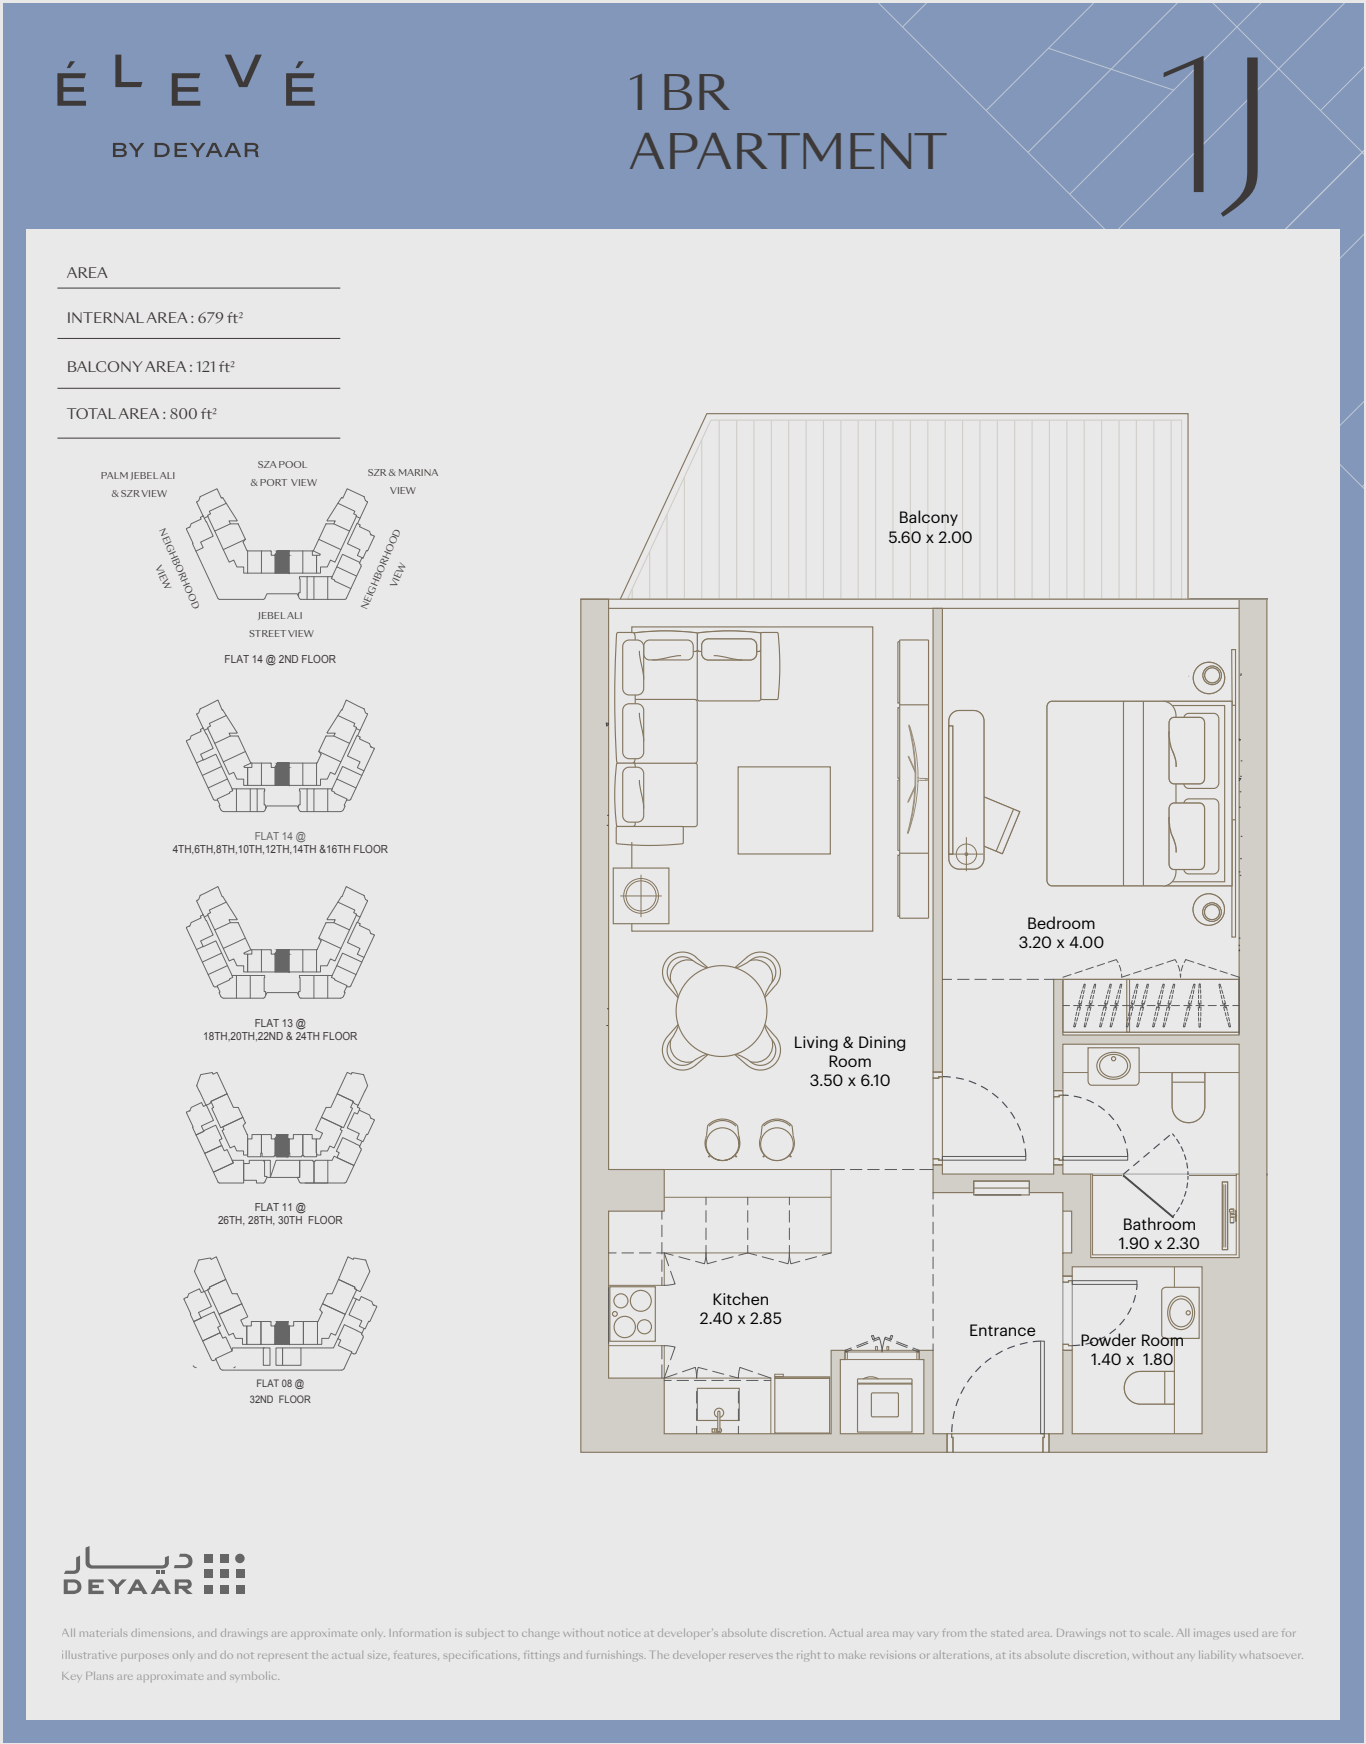 É L E V É
BY DEYAAR
1 BR
APARTMENT
1J
AREA
INTERNAL AREA : 679 ft²
BALCONY AREA : 121 ft²
TOTAL AREA : 800 ft²
PALM JEBEL ALI
& SZR VIEW
SZA POOL
& PORT VIEW
SZR & MARINA
VIEW
NEIGHBORHOOD
VIEW
NEIGHBORHOOD
VIEW
JEBEL ALI
STREET VIEW
FLAT 14 @ 2ND FLOOR
FLAT 14 @
4TH,6TH,8TH,10TH,12TH,14TH &16TH FLOOR
FLAT 13 @
18TH,20TH,22ND & 24TH FLOOR
FLAT 11 @
26TH, 28TH, 30TH FLOOR
FLAT 08 @
32ND FLOOR
Balcony
5.60 x 2.00
Bedroom
3.20 x 4.00
Living & Dining
Room
3.50 x 6.10
Bathroom
1.90 x 2.30
Kitchen
2.40 x 2.85
Entrance
Powder Room
1.40 x 1.80
ديار
DEYAAR
All materials dimensions, and drawings are approximate only. Information is subject to change without notice at developer's absolute discretion. Actual area may vary from the stated area. Drawings not to scale. All images used are for
illustrative purposes only and do not represent the actual size, features, specifications, fittings and furnishings. The developer reserves the right to make revisions or alterations, at its absolute discretion, without any liability whatsoever.
Key Plans are approximate and symbolic.